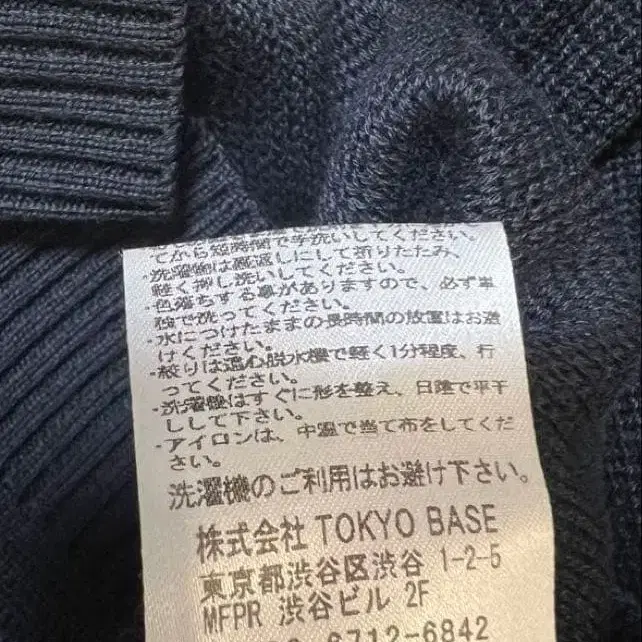 てから短時間で手洗いしてください。
・洗濯物は裏返しにして折りたたみ、
軽く押し洗いしてください。
・色落ちする事がありますので、必ず単
独で洗ってください。
・水につけたままの長時間の放置はお避
けください。
・絞りは遠心脱水機で軽く1分程度、行
ってください。
・洗濯後はすぐに形を整え、日陰で平干
しして下さい。
・アイロンは、中温で当て布をしてくだ
さい。
洗濯機のご利用はお避け下さい。
株式会社 TOKYO BASE
東京都渋谷区渋谷 1-2-5
MFPR 渋谷ビル 2F
6712-6842